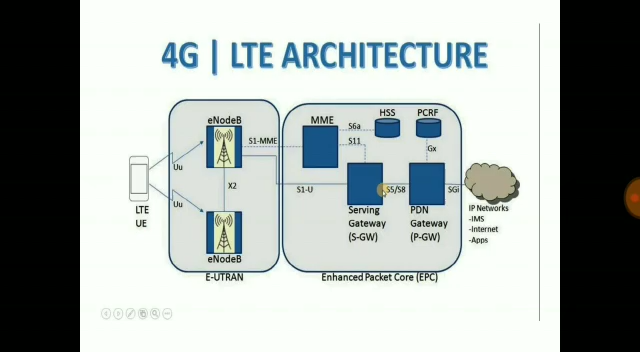 4G | LTE ARCHITECTURE
eNodeB
MME
HSS
PCRF
S1-MME
S6a
S11
Gx
Uu
X2
Uu
S1-U
S5/S8
SGi
LTE
UE
Serving
Gateway
(S-GW)
PDN
Gateway
(P-GW)
IP Networks
-IMS
-Internet
-Apps
eNodeB
E-UTRAN
Enhanced Packet Core (EPC)